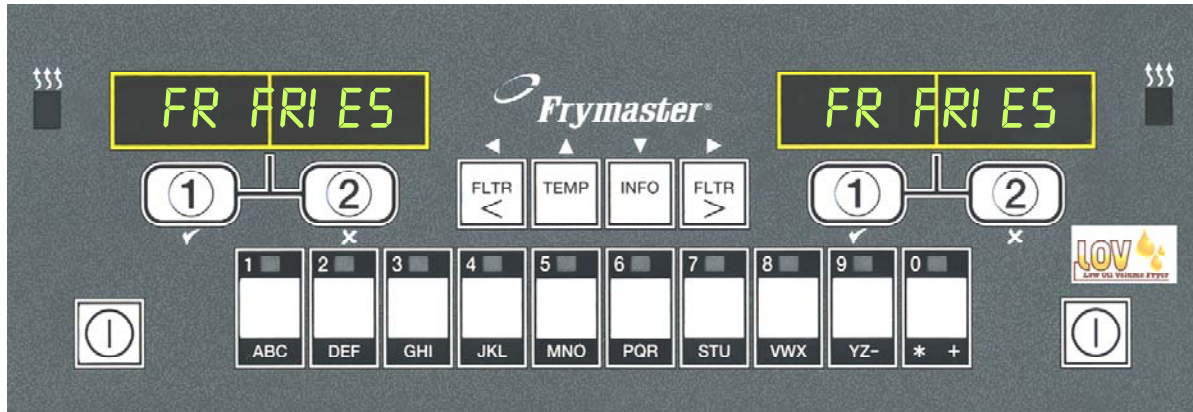 FR FRIES
Frymaster
FR FRIES
1
2
FLTR
<
TEMP
INFO
FLTR
>
1
2
LOV
Low Oil Volume Fryer
1 2 3 4 5 6 7 8 9 0
ABC DEF GHI JKL MNO PQR STU VWX YZ- * +